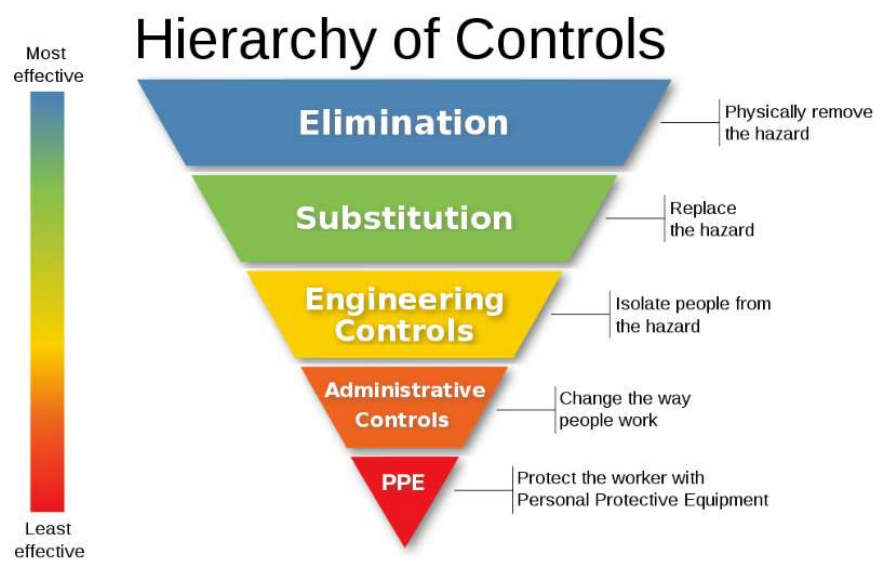 Hierarchy of Controls
Most
effective
Elimination
Physically remove
the hazard
Substitution
Replace
the hazard
Engineering
Controls
Isolate people from
the hazard
Administrative
Controls
Change the way
people work
PPE
Protect the worker with
Personal Protective Equipment
Least
effective